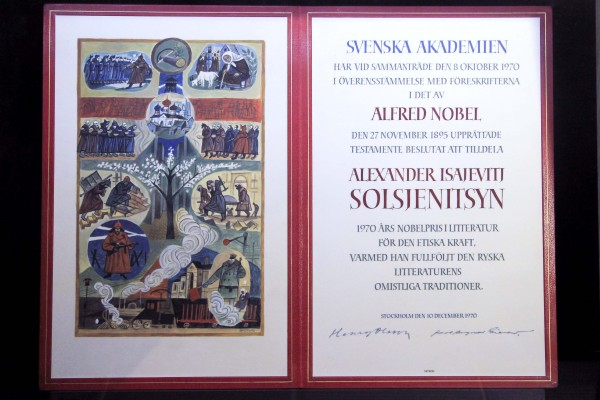 SVENSKA AKADEMIEN
HAR VID SAMMANTRÄDE DEN 8 OKTOBER 1970
I ÖVERENSSTÄMMELSE MED FÖRESKRIFTERNA
I DET AV
ALFRED NOBEL
DEN 27 NOVEMBER 1895 UPPRÄTTADE
TESTAMENTE BESLUTAT ATT TILLDELA
ALEXANDER ISAJEVITJ
SOLSJENITSYN
1970 ÅRS NOBELPRIS I LITTERATUR
FÖR DEN ETISKA KRAFT,
VARMED HAN FULLFÖLJT DEN RYSKA
LITTERATURENS
OMISTLIGA TRADITIONER.
STOCKHOLM DEN 10 DECEMBER 1970